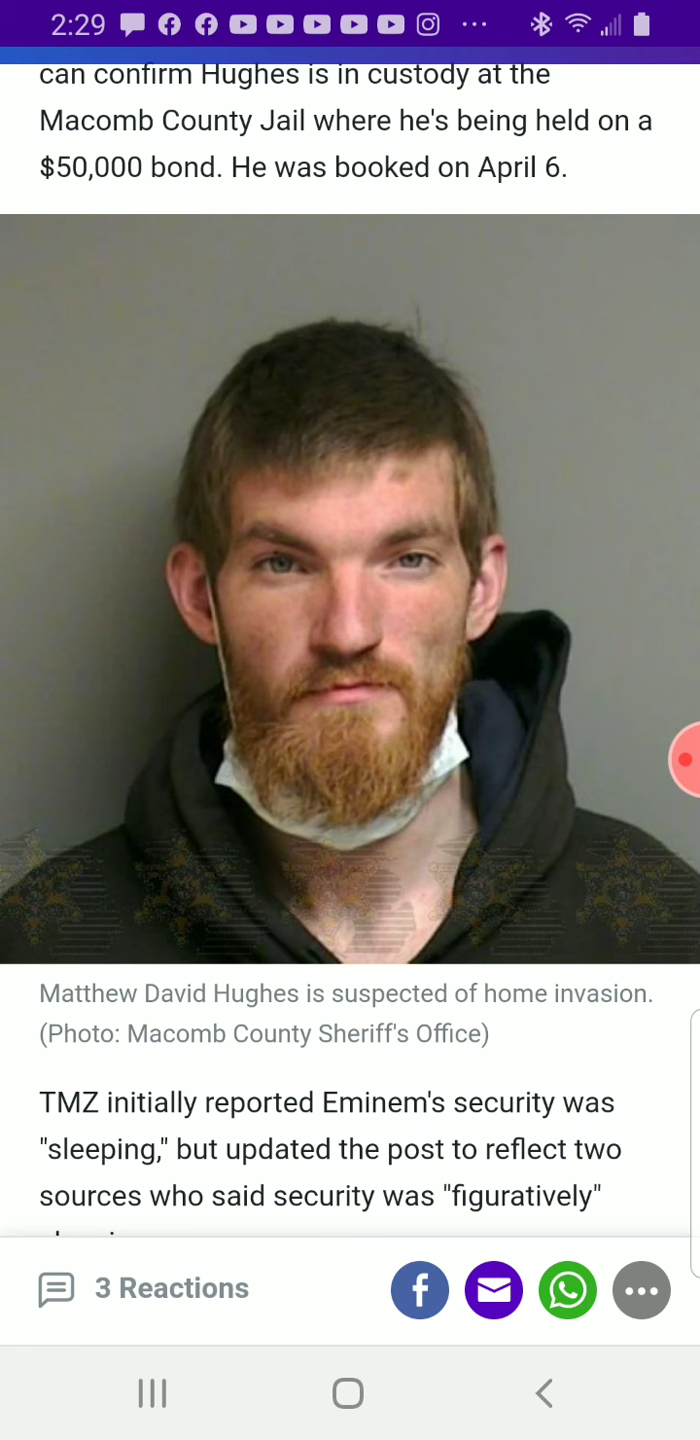 2:29
can confirm Hughes is in custody at the
Macomb County Jail where he's being held on a
$50,000 bond. He was booked on April 6.
Matthew David Hughes is suspected of home invasion.
(Photo: Macomb County Sheriff's Office)
TMZ initially reported Eminem's security was
"sleeping," but updated the post to reflect two
sources who said security was "figuratively"
3 Reactions